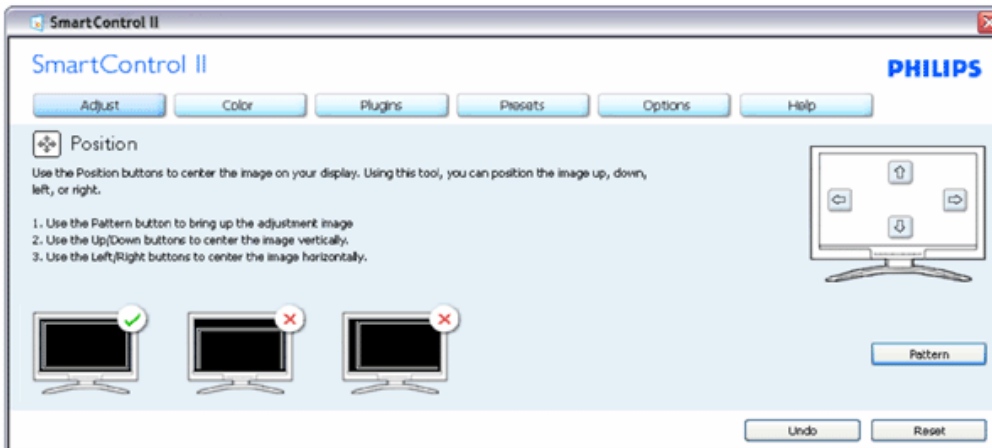 SmartControl II
SmartControl II
PHILIPS
Adjust Color Plugins Presets Options Help
Position
Use the Position buttons to center the image on your display. Using this tool, you can position the image up, down,
left, or right.
1. Use the Pattern button to bring up the adjustment image
2. Use the Up/Down buttons to center the image vertically.
3. Use the Left/Right buttons to center the image horizontally.
Pattern
Undo Reset